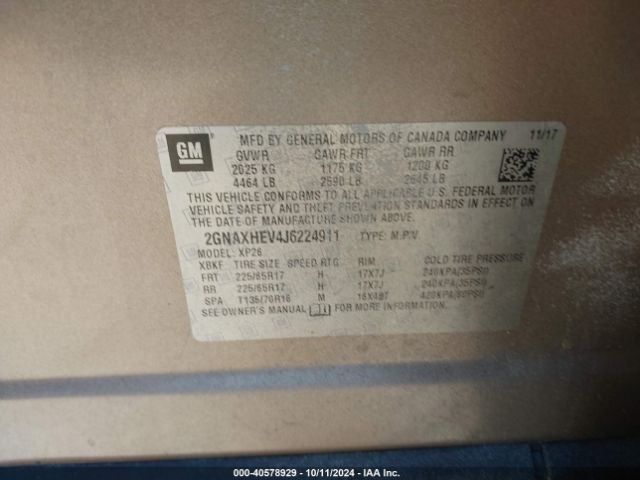 GM
MFD BY GENERAL MOTORS OF CANADA COMPANY 11/17
GVWR GAWR FRT GAWR RR
2025 KG 1175 KG 1200 KG
4464 LB 2590 LB 2645 LB
THIS VEHICLE CONFORMS TO ALL APPLICABLE U.S. FEDERAL MOTOR
VEHICLE SAFETY AND THEFT PREVENTION STANDARDS IN EFFECT ON
THE DATE OF MANUFACTURE SHOWN ABOVE.
2GNAXHEV4J6224911 TYPE: M.P.V
MODEL: XP26
XBKF TIRE SIZE SPEED RTG RIM COLD TIRE PRESSURE
FRT 225/65R17 H 17X7J 240KPA(35PSI)
RR 225/65R17 H 17X7J 240KPA(35PSI)
SPA T135/70R16 M 16X4BT 420KPA(60PSI)
SEE OWNER'S MANUAL FOR MORE INFORMATION
000-40578929 - 10/11/2024 - IAA Inc.